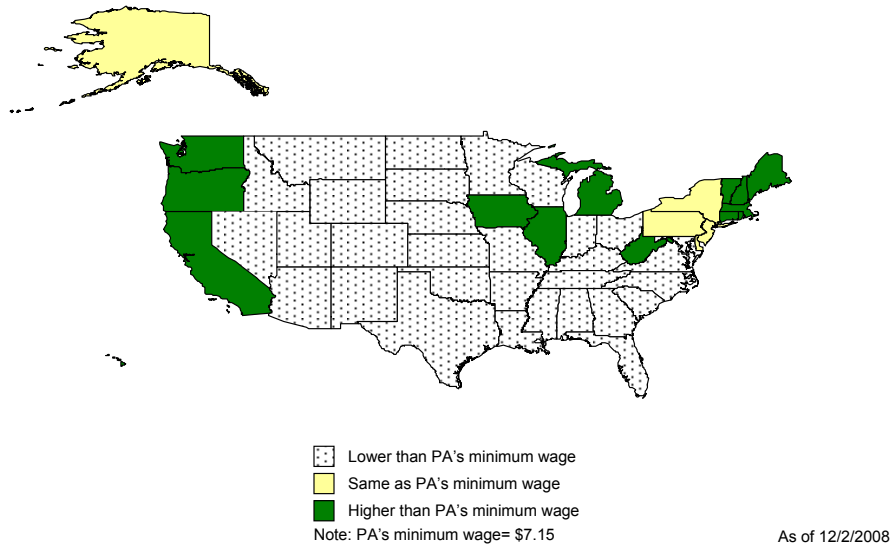 Lower than PA's minimum wage
Same as PA's minimum wage
Higher than PA's minimum wage
Note: PA's minimum wage= $7.15
As of 12/2/2008